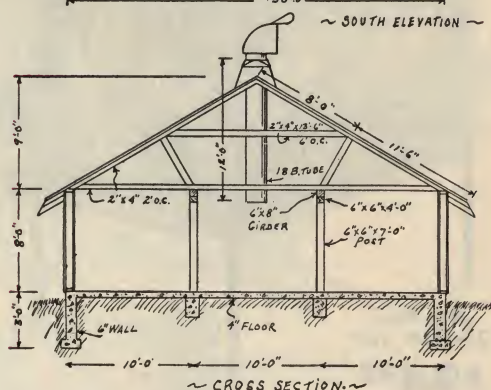 ~ SOUTH ELEVATION ~
8'-0"
9'-0"
12'-0"
2"x4"x13'-6"
6' O.C.
11'-6"
18 B. TUDE
2"x4" 2' O.C.
6"x8"
GIRDER
6"x6"x4'-0"
8'-0"
6"x6"x7'-0"
POST
3'-0"
6" WALL
4" FLOOR
10'-0 10'-0" 10'-0"
~ CROSS SECTION. ~